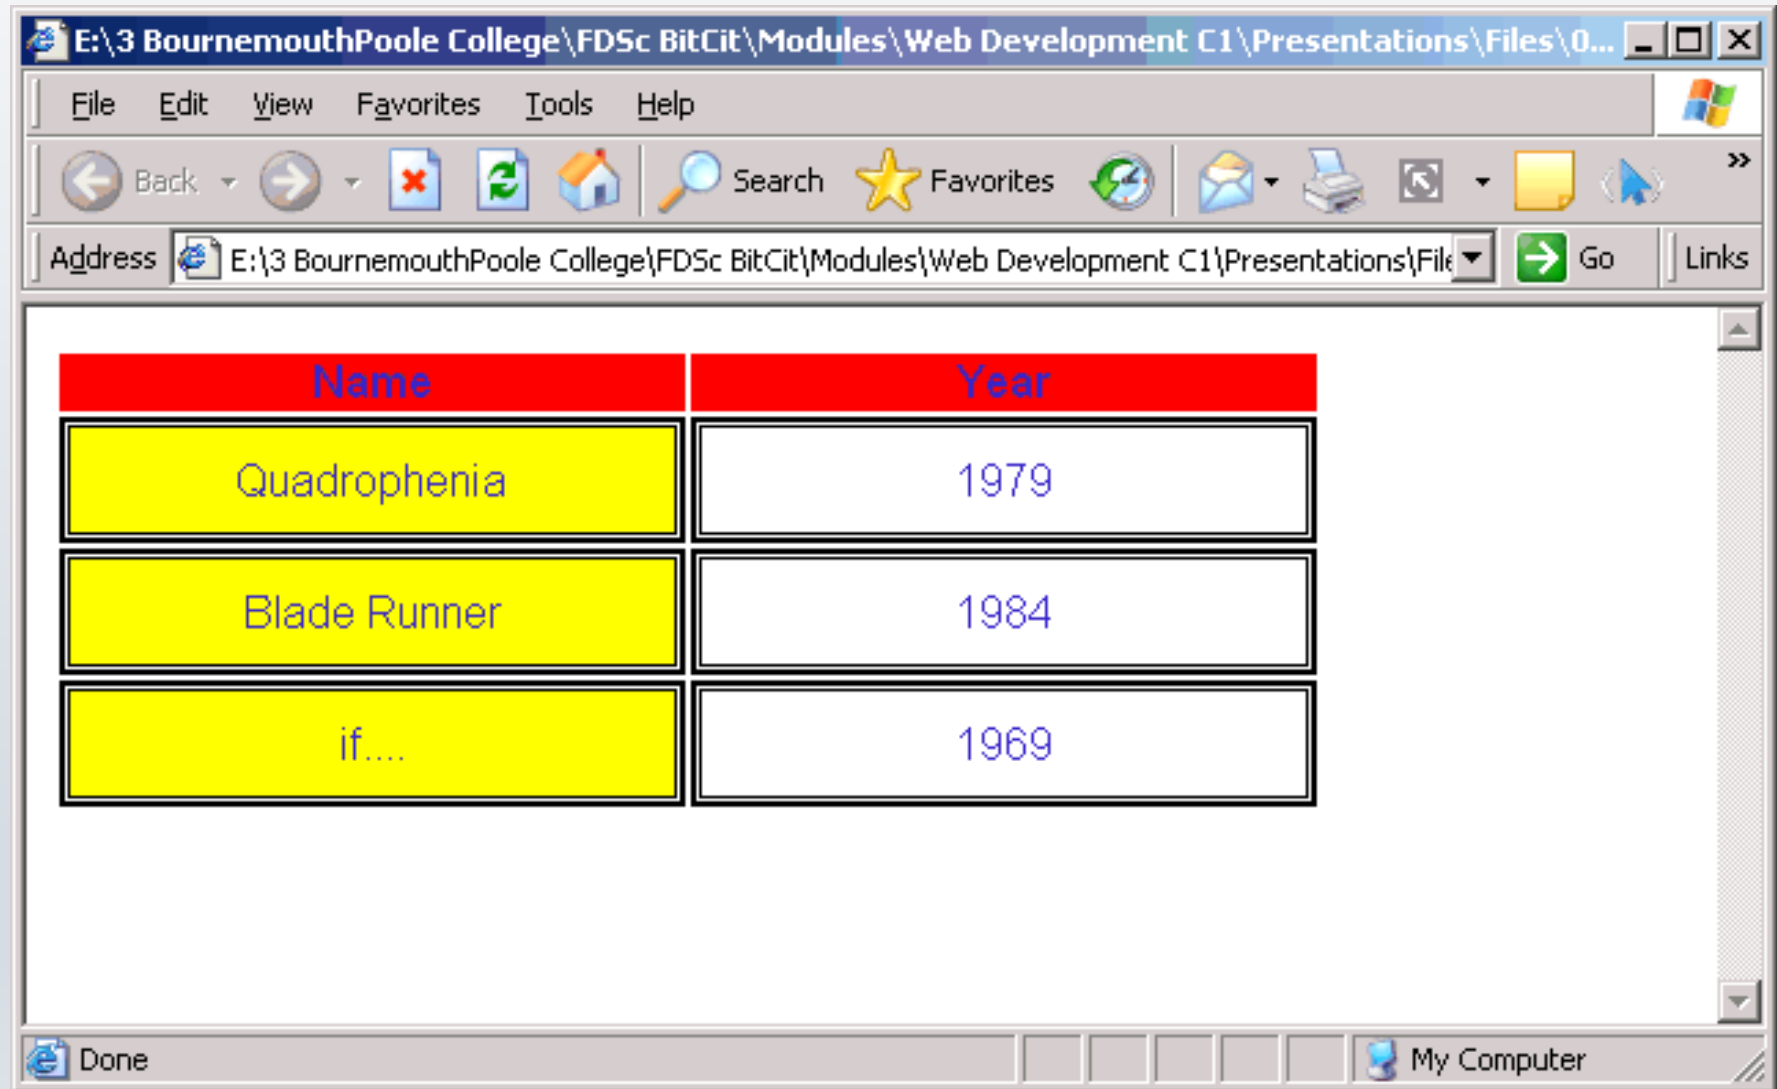 E:\3 BournemouthPoole College\FDSc BitCit\Modules\Web Development C1\Presentations\Files\0...
File Edit View Favorites Tools Help
Back Search Favorites »
Address E:\3 BournemouthPoole College\FDSc BitCit\Modules\Web Development C1\Presentations\File Go Links
Name Year
Quadrophenia 1979
Blade Runner 1984
if.... 1969
Done My Computer